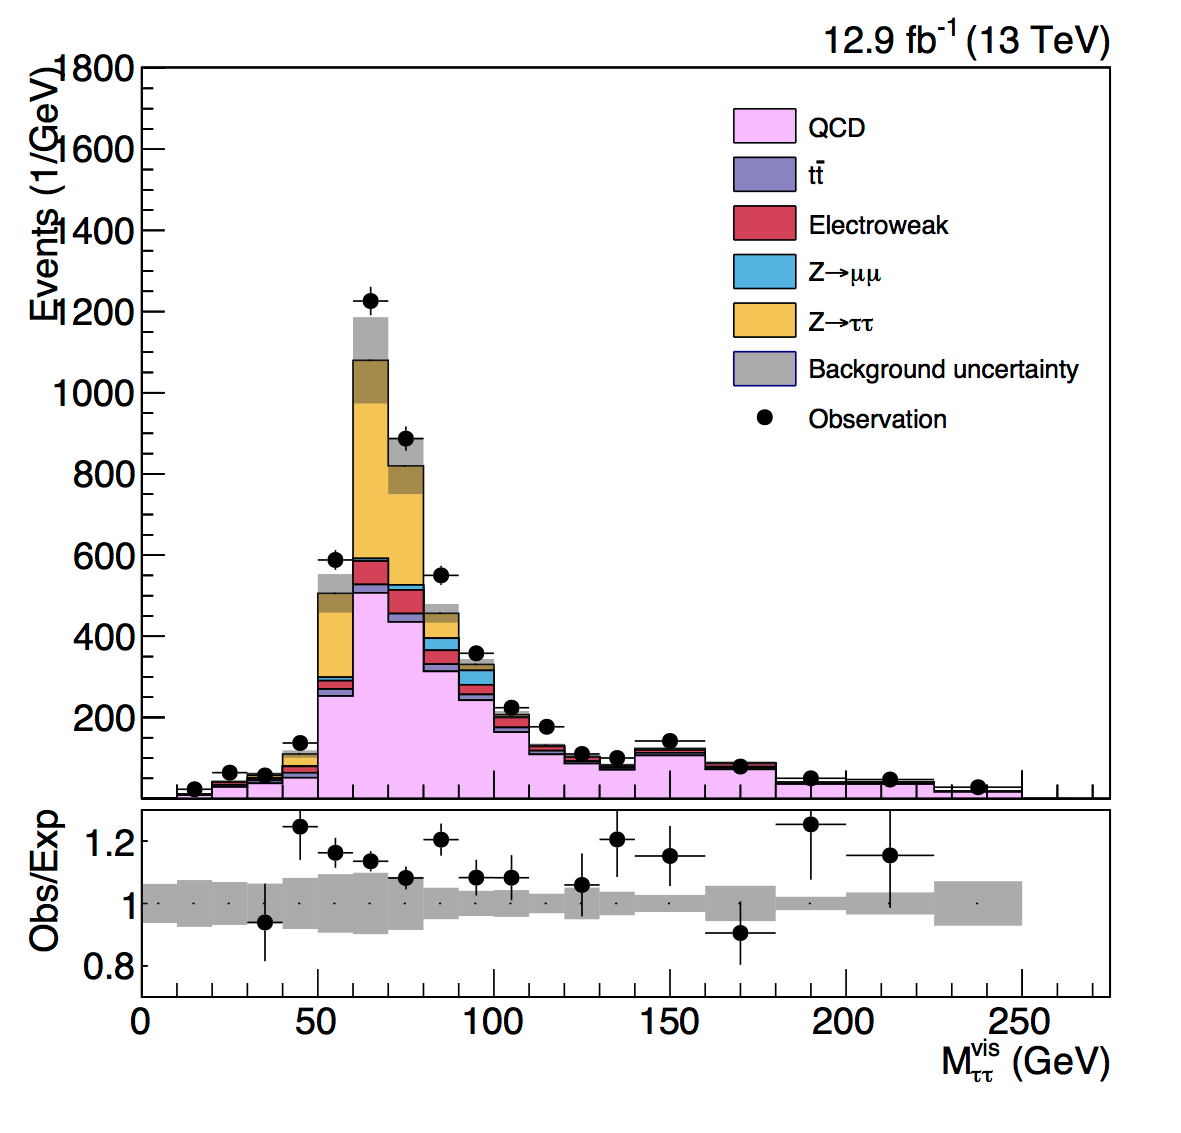 12.9 fb⁻¹ (13 TeV)
Events (1/GeV)
1800
1600
1400
1200
1000
800
600
400
200
QCD
tt̄
Electroweak
Z→μμ
Z→ττ
Background uncertainty
Observation
Obs/Exp
1.2
1
0.8
0 50 100 150 200 250
M_ττ^vis (GeV)